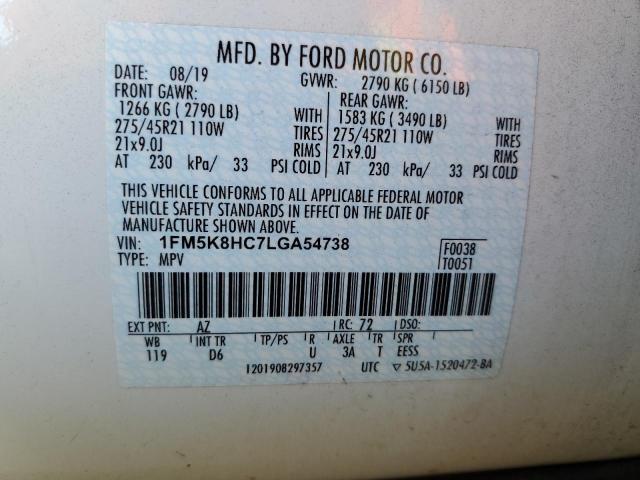 MFD. BY FORD MOTOR CO.
DATE: 08/19 GVWR: 2790 KG ( 6150 LB)
FRONT GAWR: REAR GAWR:
1266 KG ( 2790 LB) WITH 1583 KG ( 3490 LB) WITH
275/45R21 110W TIRES 275/45R21 110W TIRES
21x9.0J RIMS 21x9.0J RIMS
AT 230 kPa/ 33 PSI COLD AT 230 kPa/ 33 PSI COLD
THIS VEHICLE CONFORMS TO ALL APPLICABLE FEDERAL MOTOR
VEHICLE SAFETY STANDARDS IN EFFECT ON THE DATE OF
MANUFACTURE SHOWN ABOVE.
VIN: 1FM5K8HC7LGA54738 F0038
TYPE: MPV T0051
EXT PNT: AZ RC: 72 DSO:
WB INT TR TP/PS R AXLE TR SPR
119 D6 U 3A T EESS
1201908297357 UTC ▽ 5U5A-1520472-BA